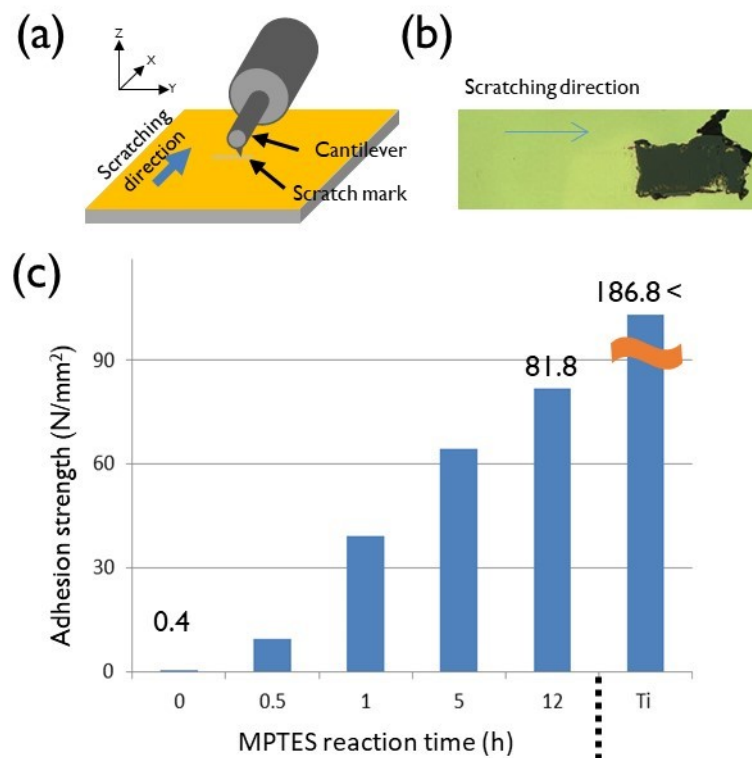 (a)
Z
X
Y
Scratching
direction
Cantilever
Scratch mark
(b)
Scratching direction
(c)
Adhesion strength (N/mm²)
90
60
30
0
0.4
81.8
186.8 <
0
0.5
1
5
12
Ti
MPTES reaction time (h)